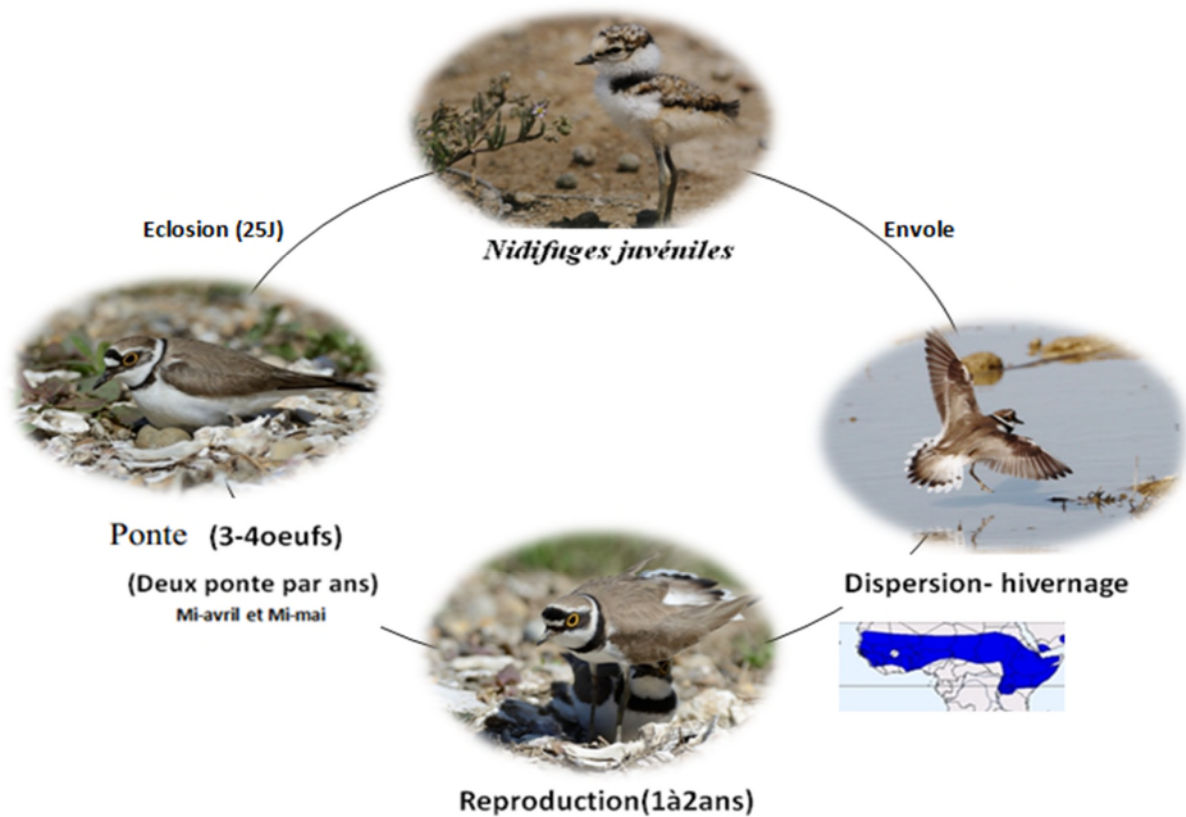 Eclosion (25J)
Envole
Nidifuges juvéniles
Ponte (3-4oeufs)
(Deux ponte par ans)
Mi-avril et Mi-mai
Dispersion- hivernage
Reproduction(1à2ans)